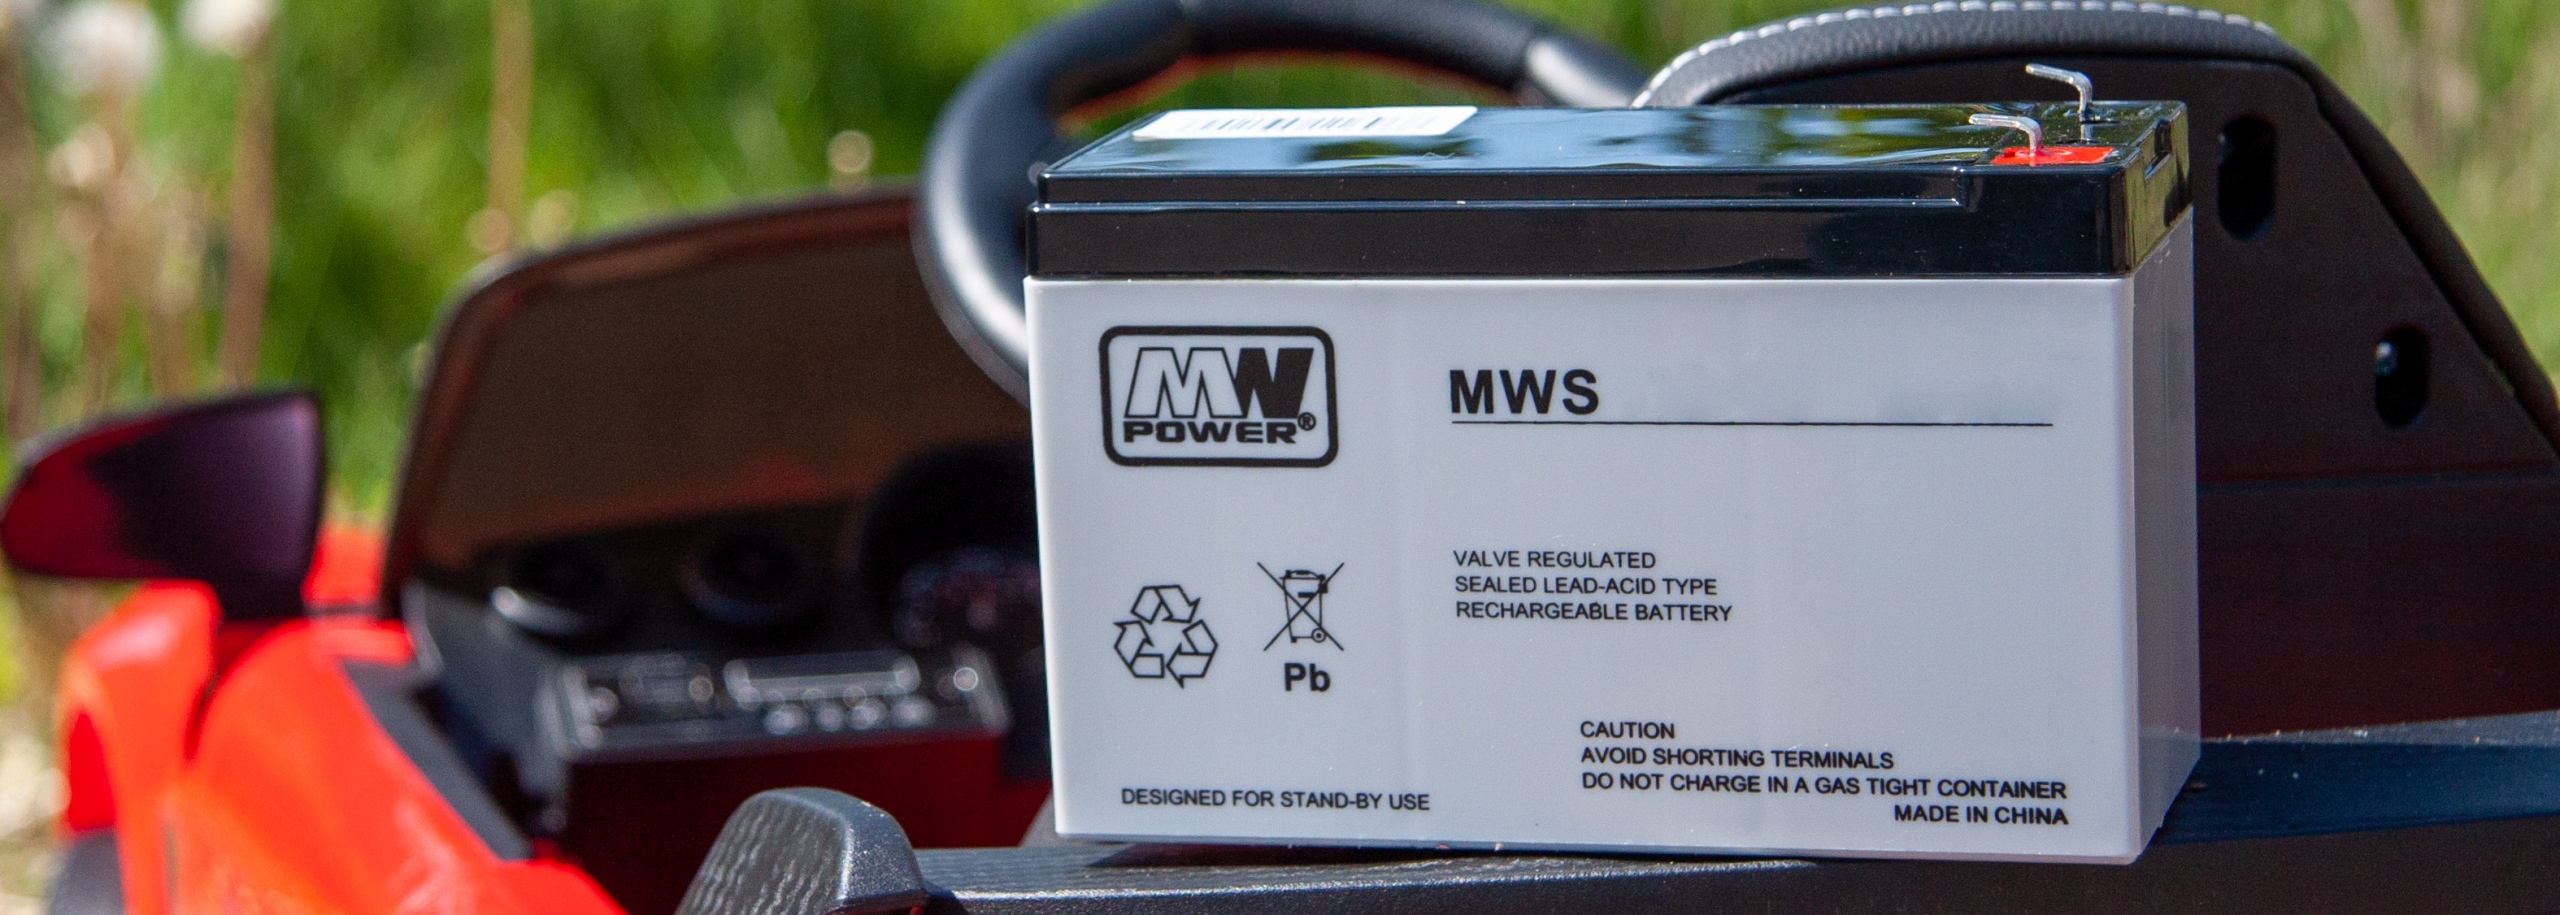 MW
POWER®
MWS
VALVE REGULATED
SEALED LEAD-ACID TYPE
RECHARGEABLE BATTERY
Pb
CAUTION
AVOID SHORTING TERMINALS
DO NOT CHARGE IN A GAS TIGHT CONTAINER
MADE IN CHINA
DESIGNED FOR STAND-BY USE